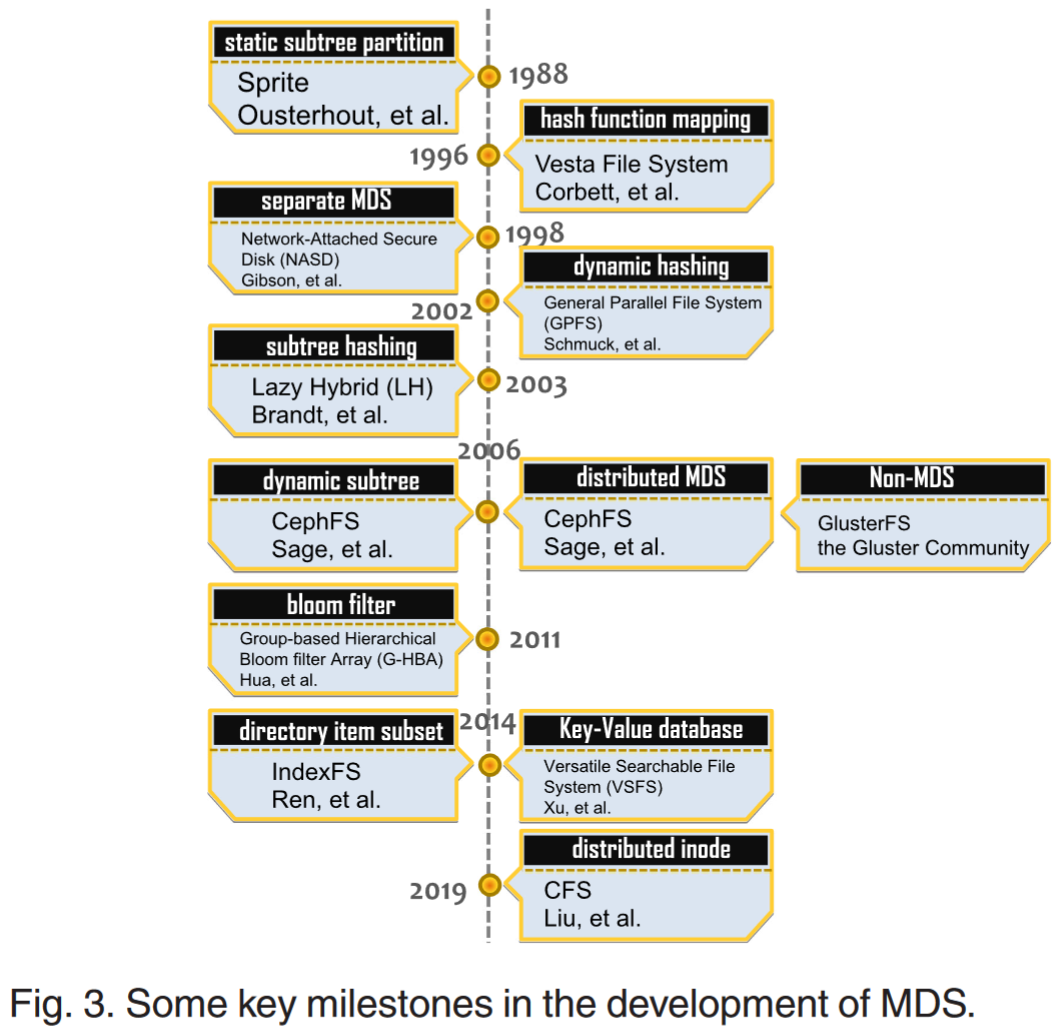 static subtree partition
Sprite
Ousterhout, et al.
1988
hash function mapping
Vesta File System
Corbett, et al.
1996
separate MDS
Network-Attached Secure
Disk (NASD)
Gibson, et al.
1998
dynamic hashing
General Parallel File System
(GPFS)
Schmuck, et al.
2002
subtree hashing
Lazy Hybrid (LH)
Brandt, et al.
2003
2006
dynamic subtree
CephFS
Sage, et al.
distributed MDS
CephFS
Sage, et al.
Non-MDS
GlusterFS
the Gluster Community
bloom filter
Group-based Hierarchical
Bloom filter Array (G-HBA)
Hua, et al.
2011
2014
directory item subset
IndexFS
Ren, et al.
Key-Value database
Versatile Searchable File
System (VSFS)
Xu, et al.
distributed inode
CFS
Liu, et al.
2019
Fig. 3. Some key milestones in the development of MDS.